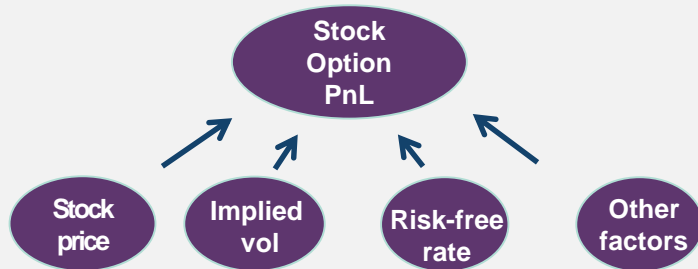 Stock
Option
PnL
Stock
price
Implied
vol
Risk-free
rate
Other
factors